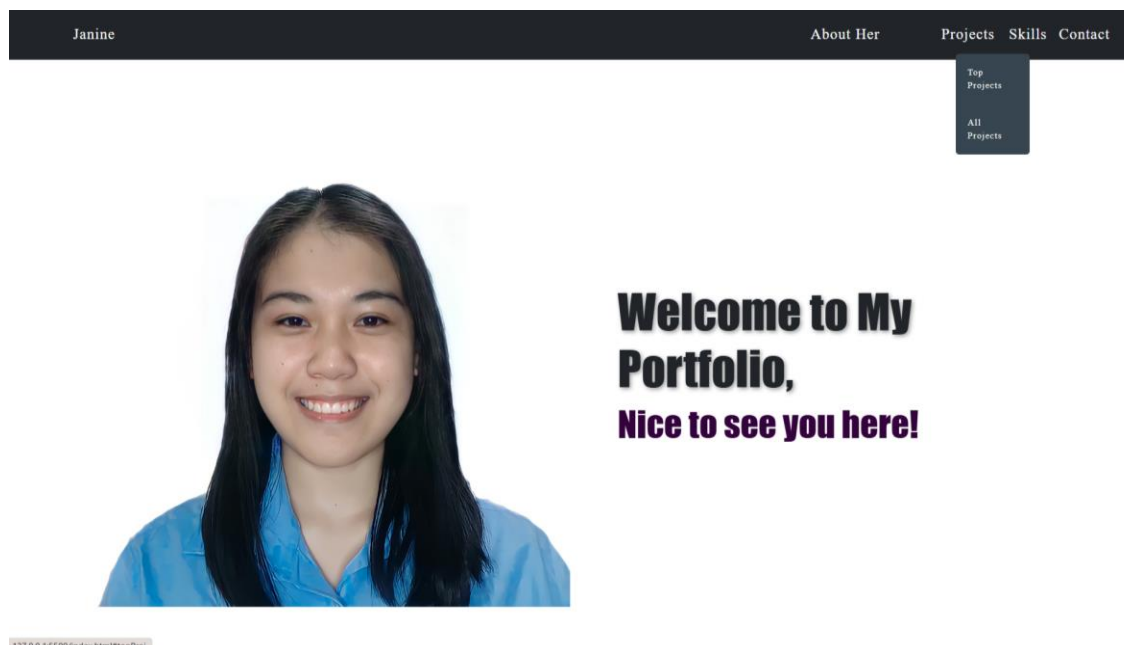 Janine
About Her
Projects
Skills
Contact
Top
Projects
All
Projects
Welcome to My
Portfolio,
Nice to see you here!